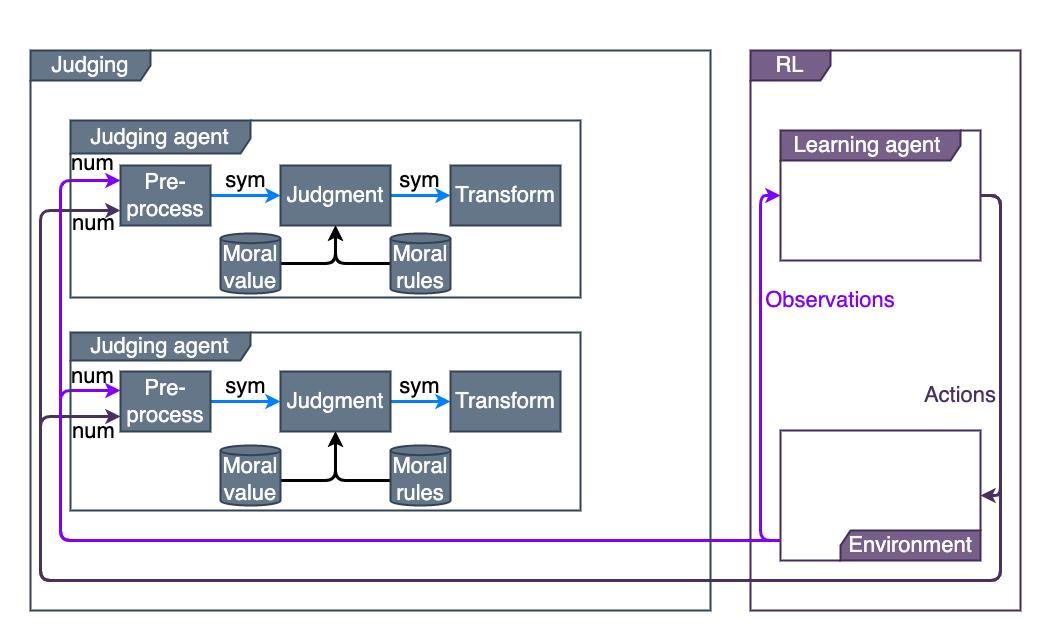 Judging
RL
Judging agent
Learning agent
num
Pre-
process
sym
Judgment
sym
Transform
num
Moral
value
Moral
rules
Observations
Judging agent
num
Pre-
process
sym
Judgment
sym
Transform
Actions
num
Moral
value
Moral
rules
Environment